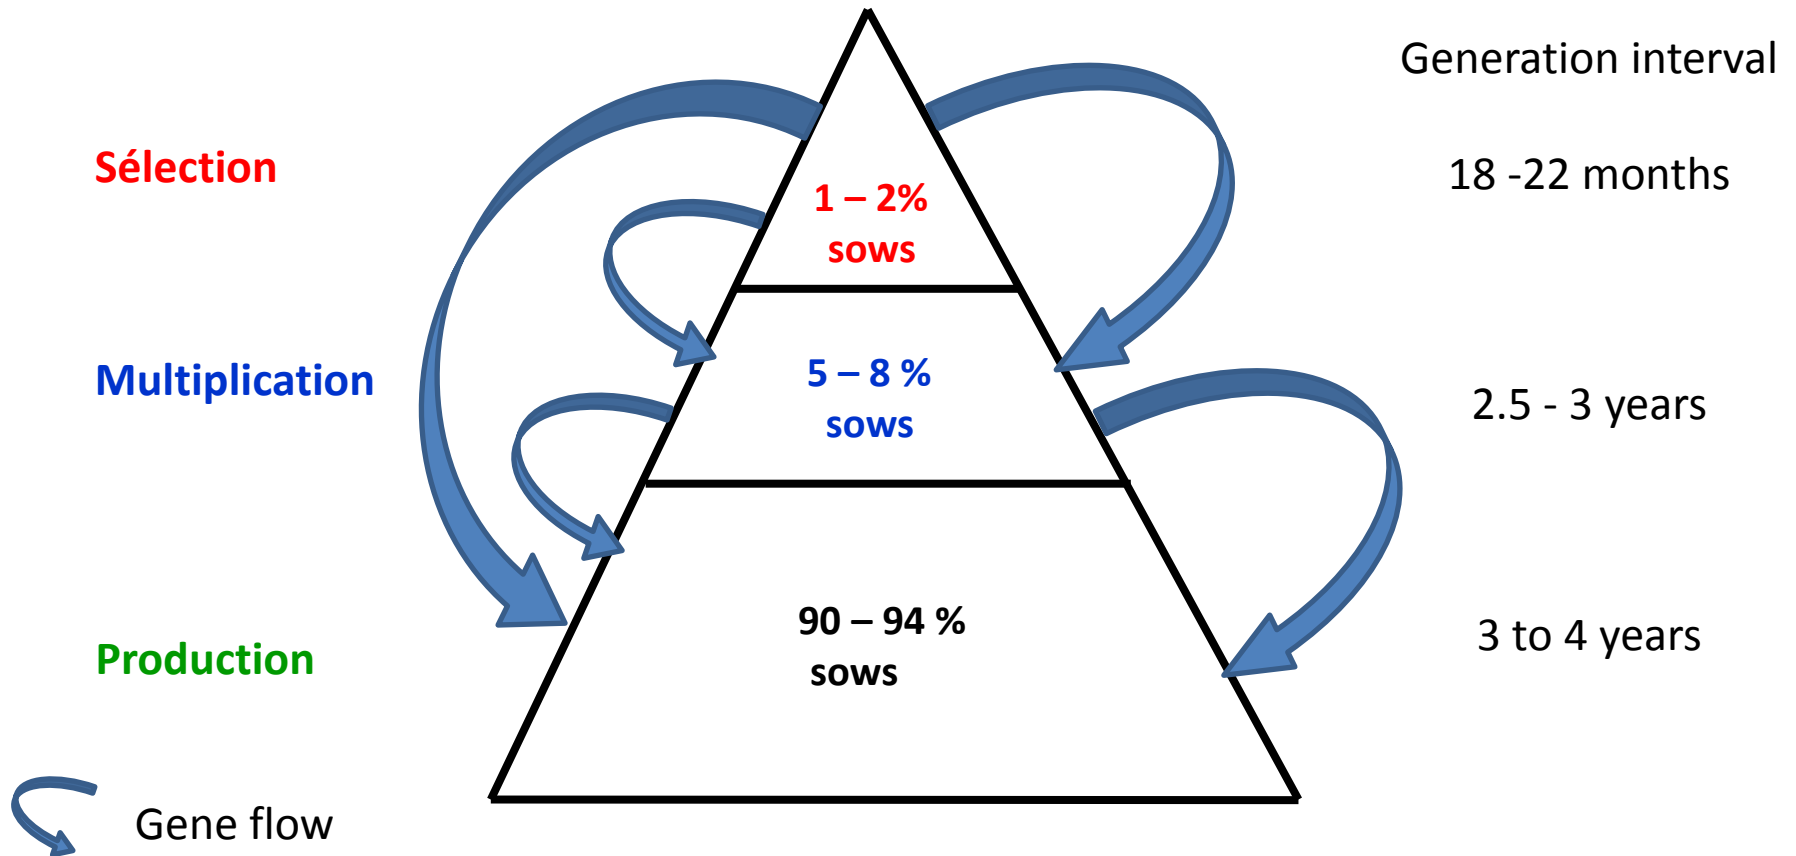 Generation interval
Sélection
1 – 2%
sows
18 -22 months
Multiplication
5 – 8 %
sows
2.5 - 3 years
Production
90 – 94 %
sows
3 to 4 years
Gene flow